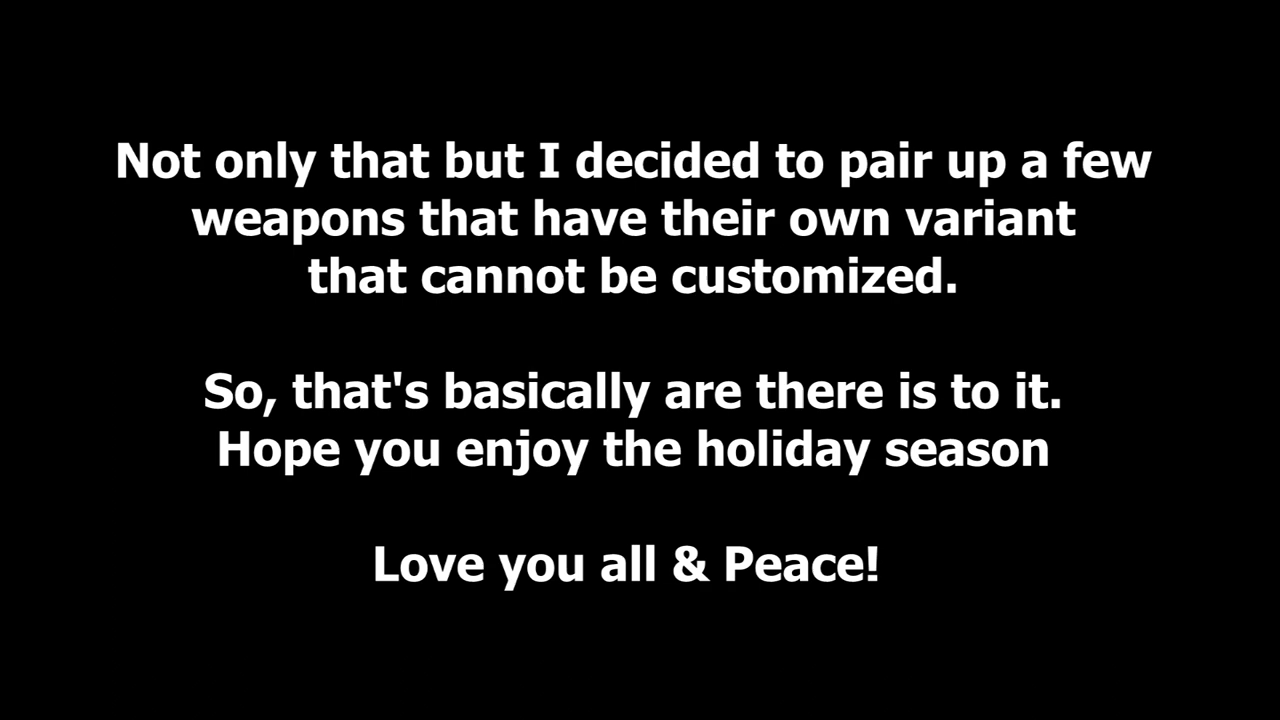 Not only that but I decided to pair up a few
weapons that have their own variant
that cannot be customized.
So, that's basically are there is to it.
Hope you enjoy the holiday season
Love you all & Peace!